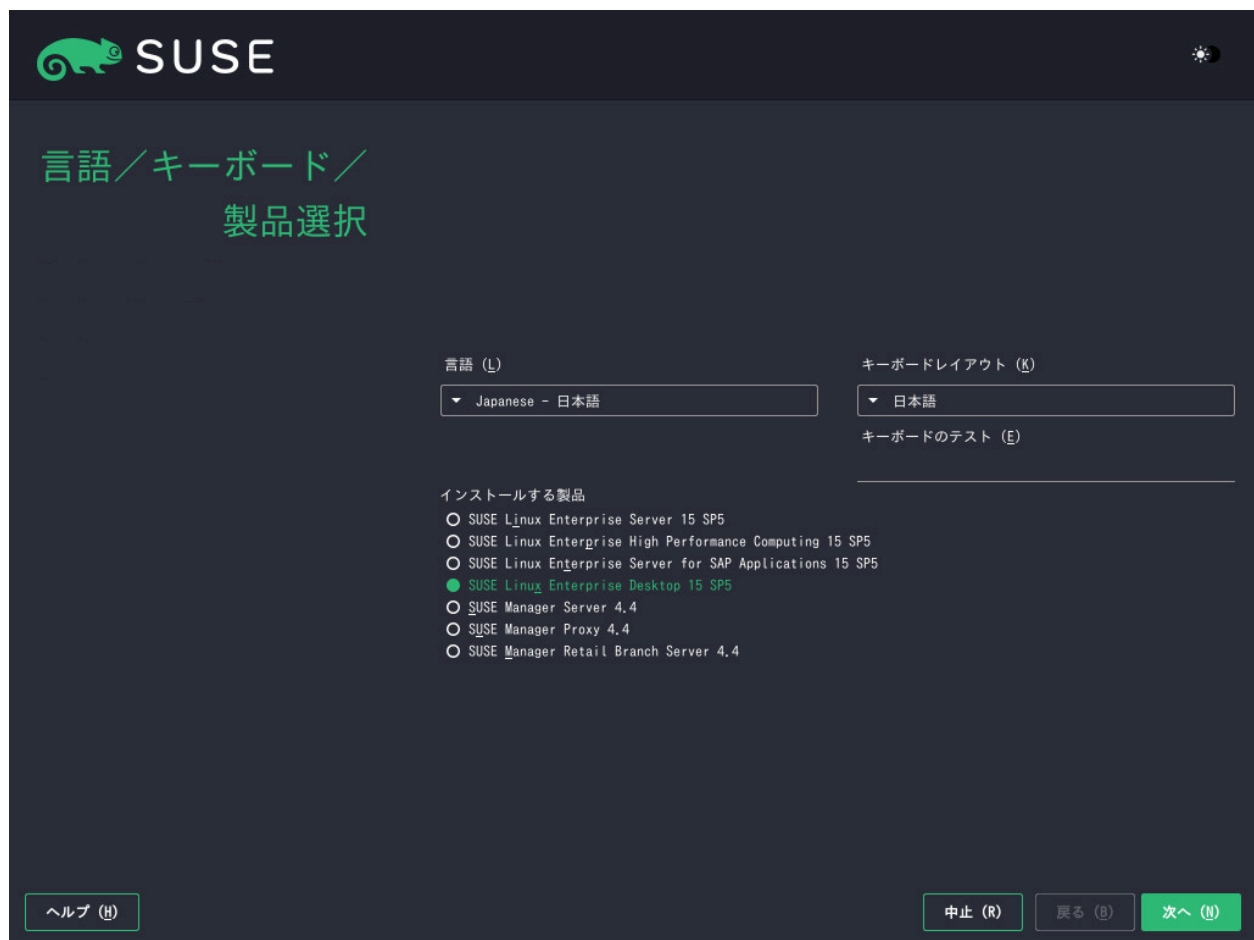 SUSE
言語／キーボード／
製品選択
言語 (L)
キーボードレイアウト (K)
Japanese - 日本語
日本語
キーボードのテスト (E)
インストールする製品
SUSE Linux Enterprise Server 15 SP5
SUSE Linux Enterprise High Performance Computing 15 SP5
SUSE Linux Enterprise Server for SAP Applications 15 SP5
SUSE Linux Enterprise Desktop 15 SP5
SUSE Manager Server 4.4
SUSE Manager Proxy 4.4
SUSE Manager Retail Branch Server 4.4
ヘルプ (H)
中止 (R)
戻る (B)
次へ (N)